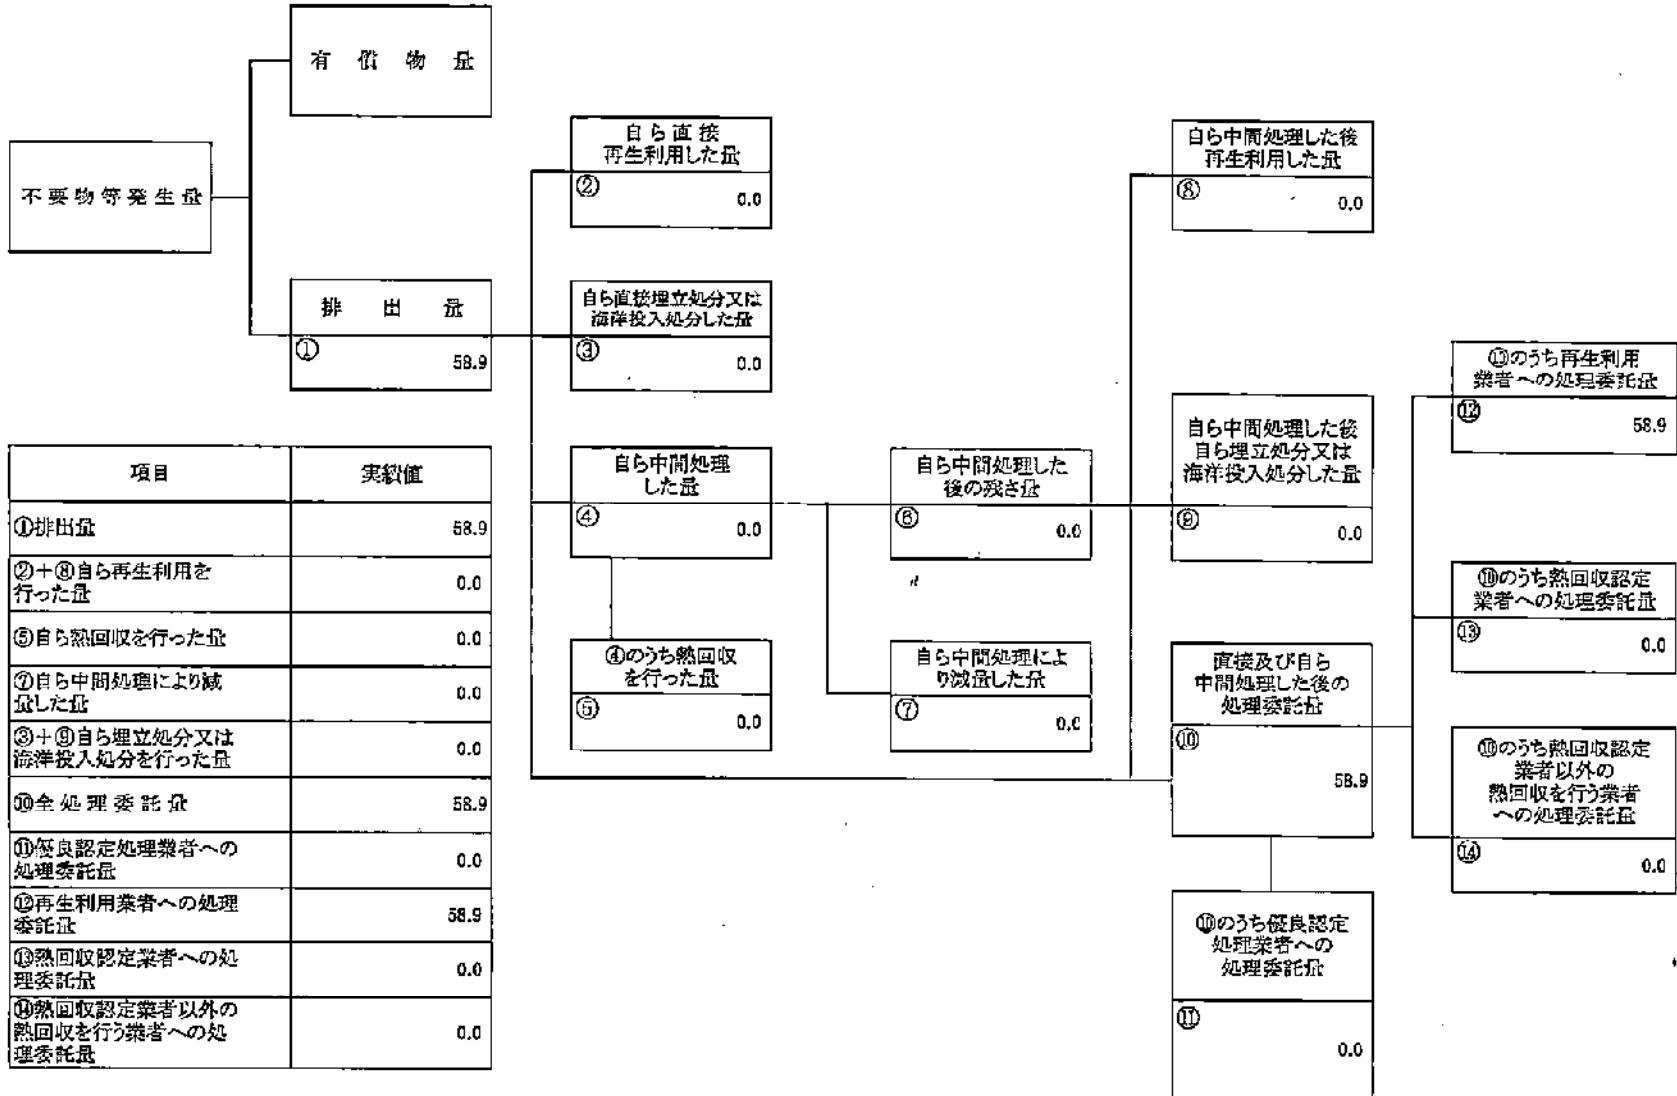 有償物量
不要物等発生量
排出量
①
58.9
自ら直接
再生利用した量
②
0.0
自ら直接埋立処分又は
海洋投入処分した量
③
0.0
自ら中間処理
した量
④
0.0
④のうち熱回収
を行った量
⑤
0.0
自ら中間処理した
後の残さ量
⑥
0.0
自ら中間処理によ
り減量した量
⑦
0.0
自ら中間処理した後
再生利用した量
⑧
0.0
自ら中間処理した後
自ら埋立処分又は
海洋投入処分した量
⑨
0.0
直接及び自ら
中間処理した後の
処理委託量
⑩
58.9
⑩のうち優良認定
処理業者への
処理委託量
⑪
0.0
⑩のうち再生利用
業者への処理委託量
⑫
58.9
⑩のうち熱回収認定
業者への処理委託量
⑬
0.0
⑩のうち熱回収認定
業者以外の
熱回収を行う業者
への処理委託量
⑭
0.0
項目 実績値
①排出量 58.9
②+⑧自ら再生利用を
行った量 0.0
⑤自ら熱回収を行った量 0.0
⑦自ら中間処理により減
量した量 0.0
③+⑨自ら埋立処分又は
海洋投入処分を行った量 0.0
⑩全処理委託量 58.9
⑪優良認定処理業者への
処理委託量 0.0
⑫再生利用業者への処理
委託量 58.9
⑬熱回収認定業者への処
理委託量 0.0
⑭熱回収認定業者以外の
熱回収を行う業者への処
理委託量 0.0